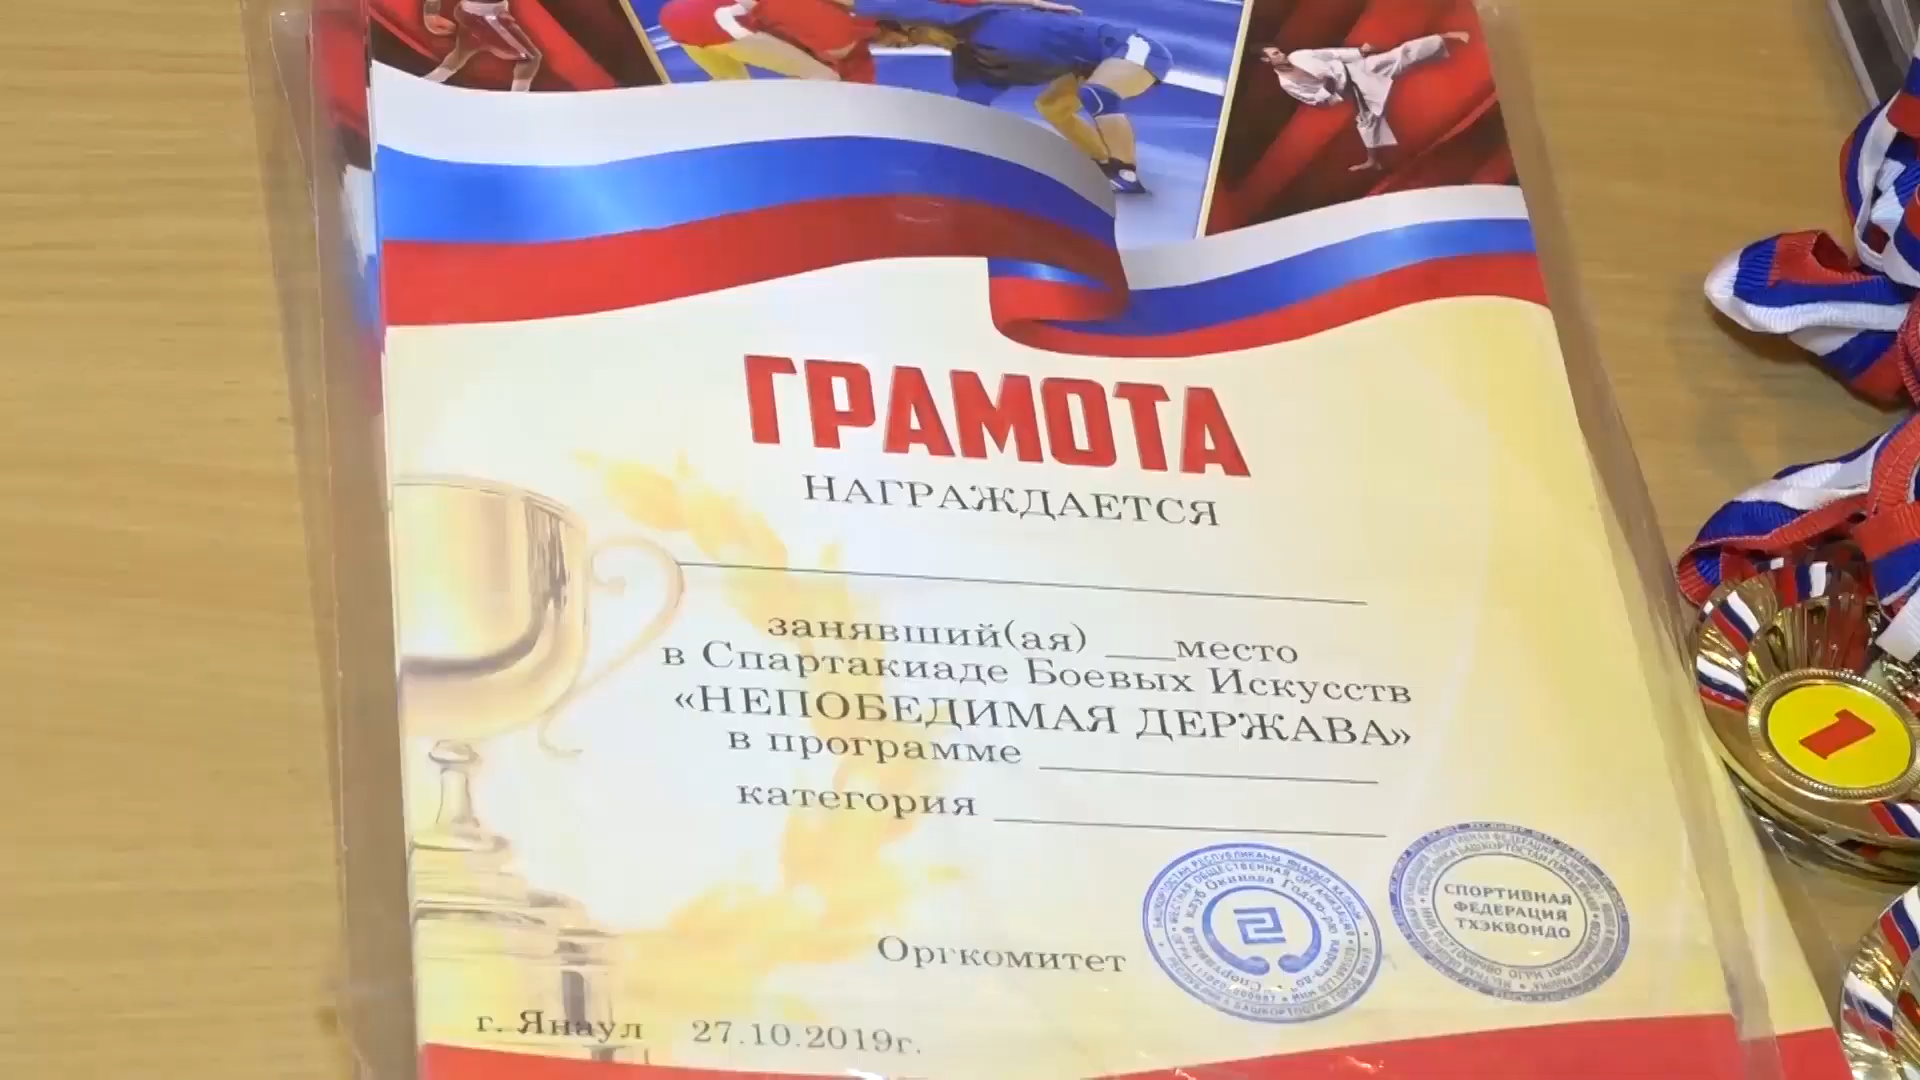 ГРАМОТА
НАГРАЖДАЕТСЯ
занявший(ая) ___место
в Спартакиаде Боевых Искусств
«НЕПОБЕДИМАЯ ДЕРЖАВА»
в программе
категория
Оргкомитет
СПОРТИВНАЯ
ФЕДЕРАЦИЯ
ТХЭКВОНДО
г. Янаул 27.10.2019г.
1